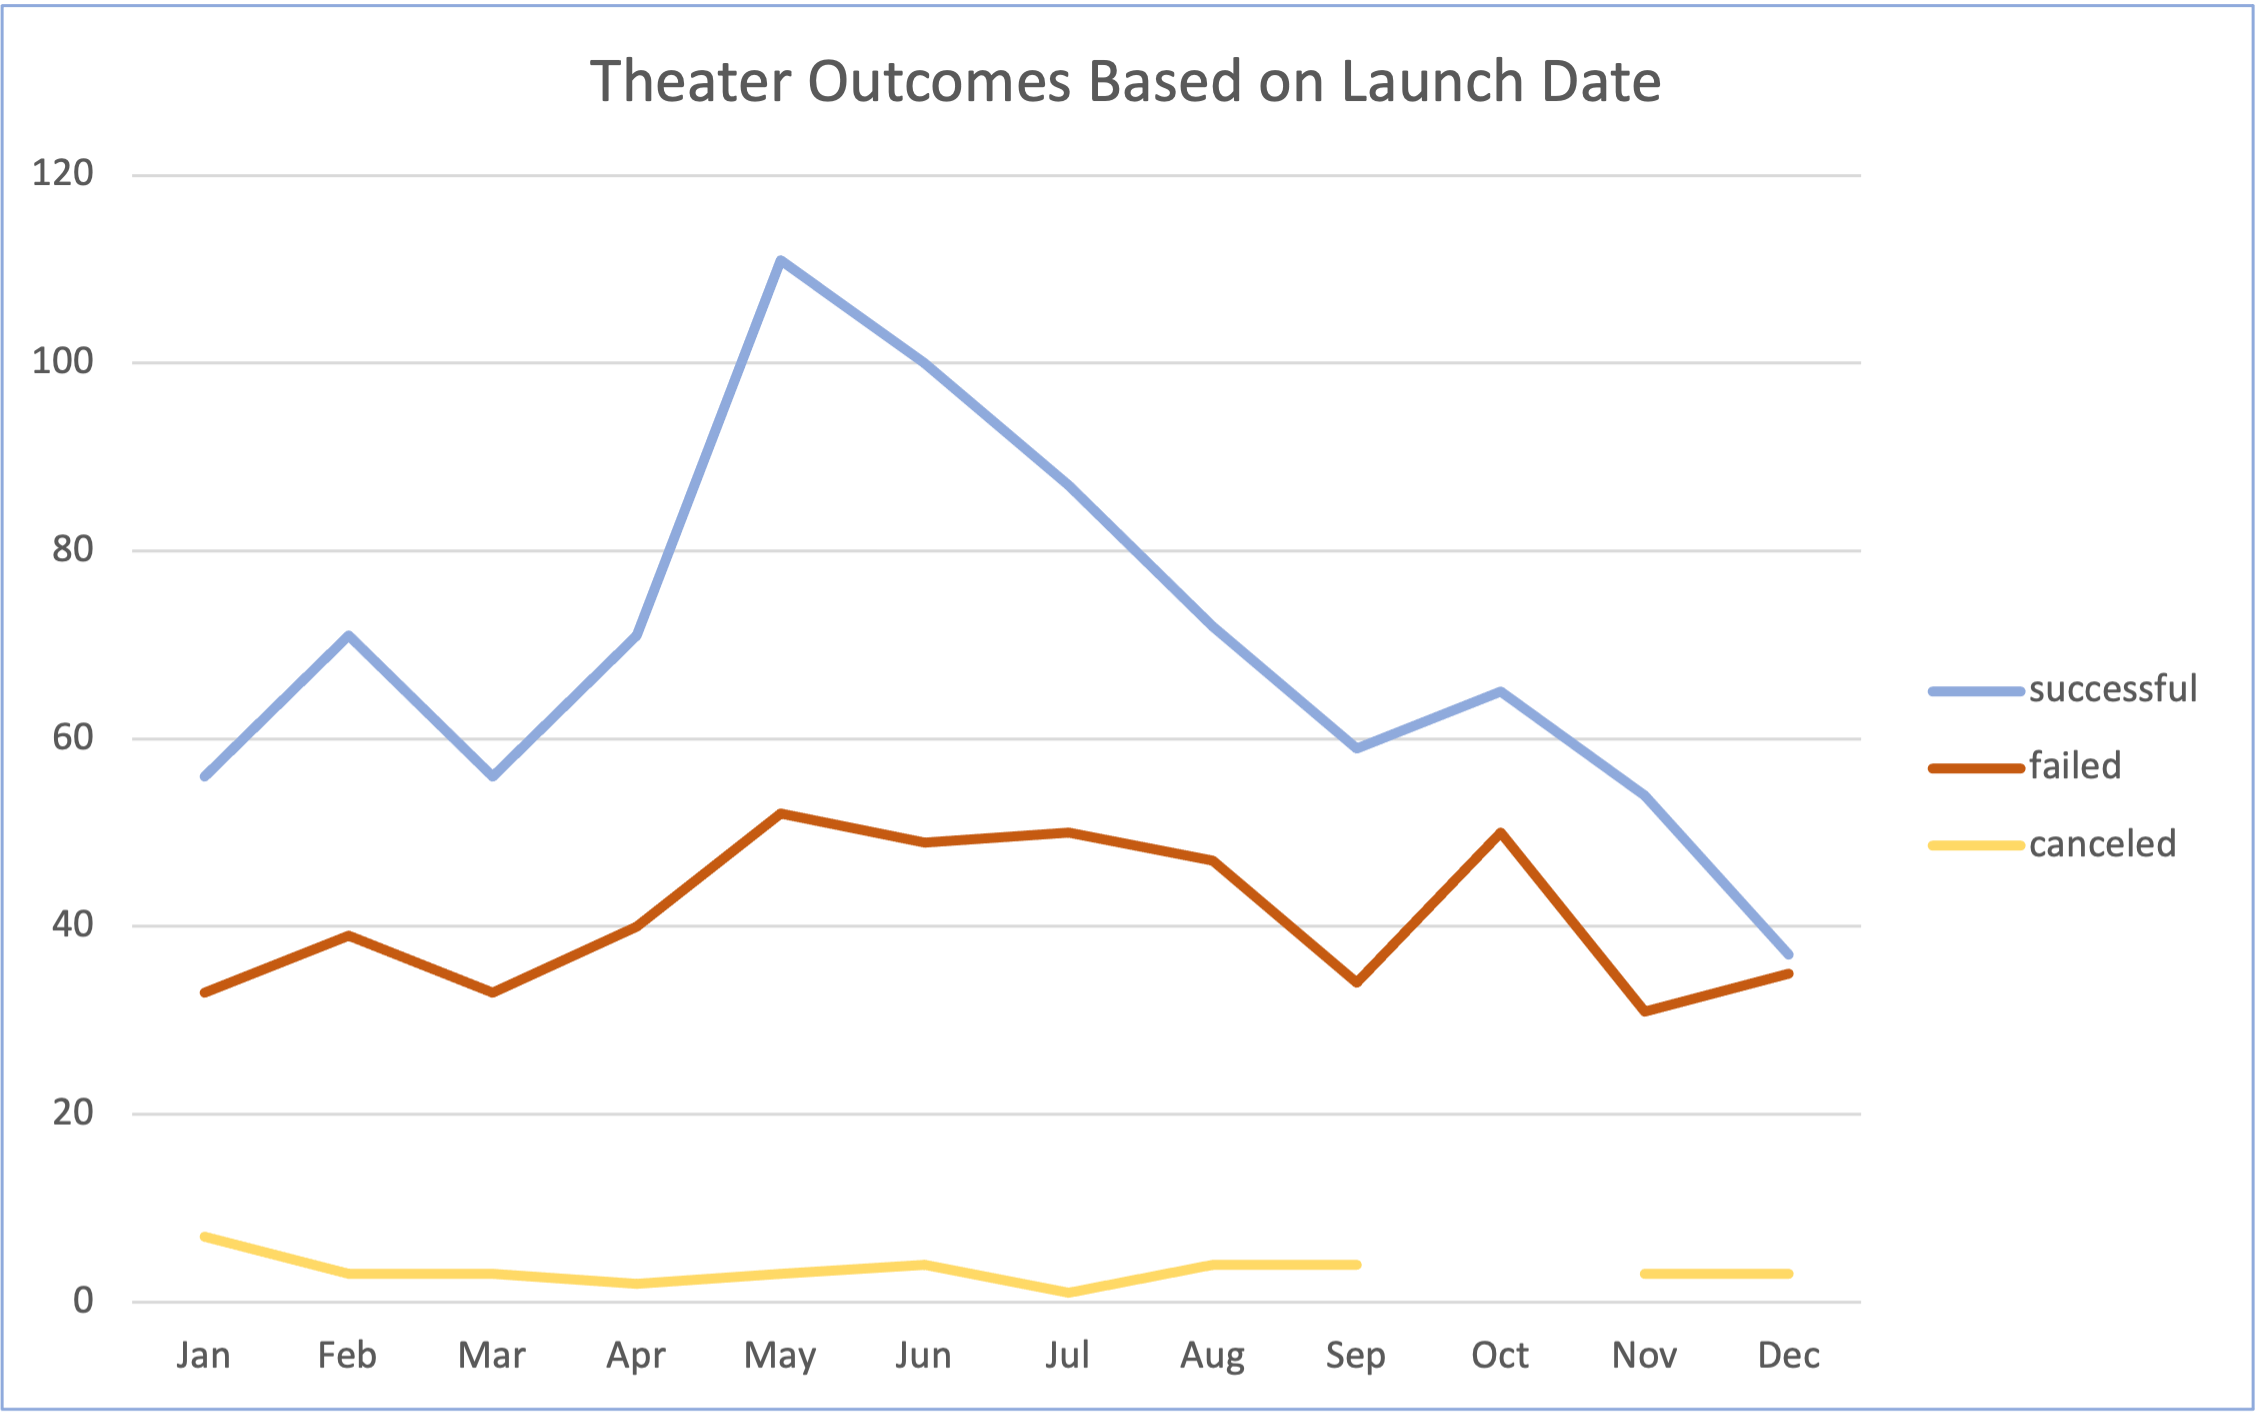 Theater Outcomes Based on Launch Date
120
100
80
60
40
20
0
Jan Feb Mar Apr May Jun Jul Aug Sep Oct Nov Dec
successful
failed
canceled